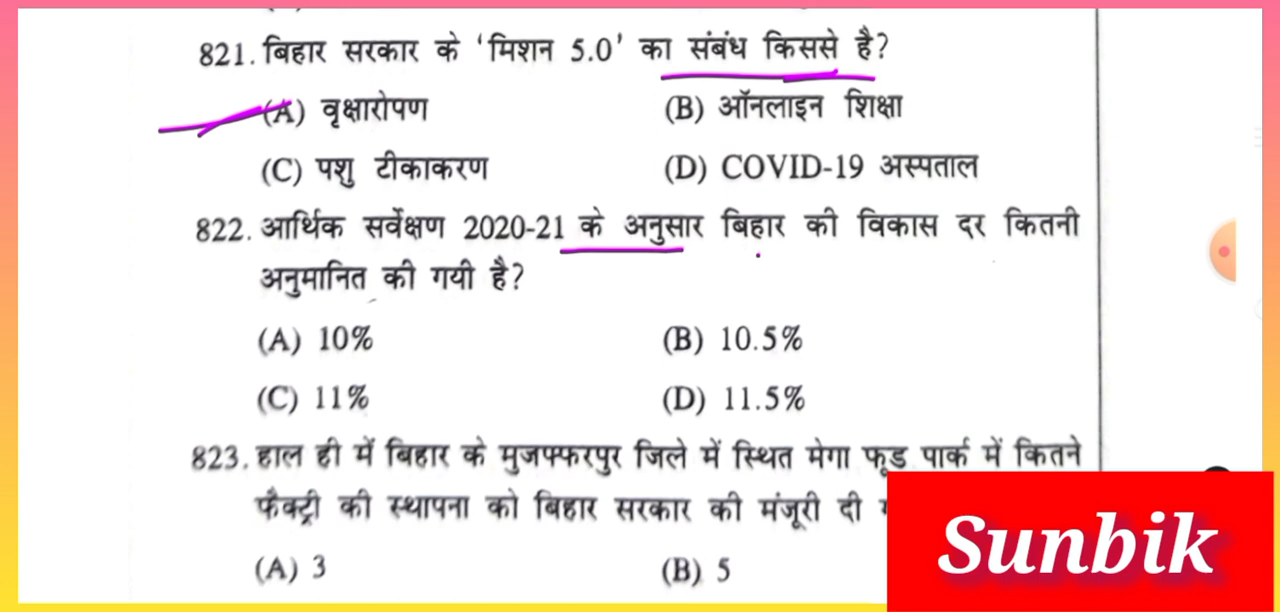 821. बिहार सरकार के 'मिशन 5.0' का संबंध किससे है?
(A) वृक्षारोपण (B) ऑनलाइन शिक्षा
(C) पशु टीकाकरण (D) COVID-19 अस्पताल
822. आर्थिक सर्वेक्षण 2020-21 के अनुसार बिहार की विकास दर कितनी
अनुमानित की गयी है?
(A) 10% (B) 10.5%
(C) 11% (D) 11.5%
823. हाल ही में बिहार के मुजफ्फरपुर जिले में स्थित मेगा फूड पार्क में कितने
फैक्ट्री की स्थापना को बिहार सरकार की मंजूरी दी
(A) 3 (B) 5
Sunbik